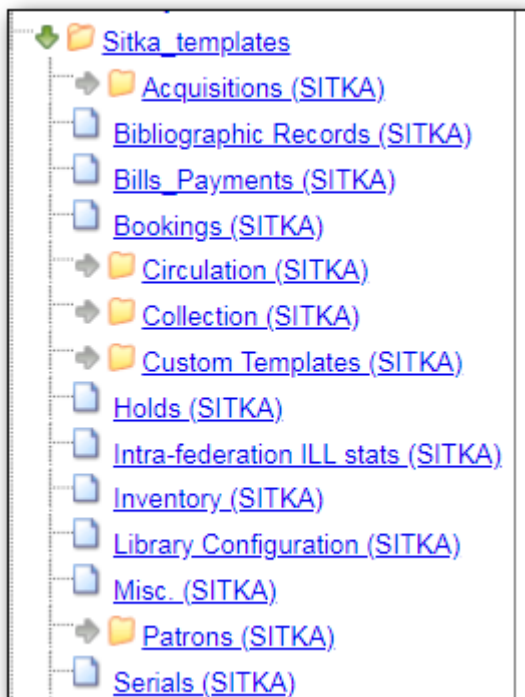 Sitka_templates
Acquisitions (SITKA)
Bibliographic Records (SITKA)
Bills_Payments (SITKA)
Bookings (SITKA)
Circulation (SITKA)
Collection (SITKA)
Custom Templates (SITKA)
Holds (SITKA)
Intra-federation ILL stats (SITKA)
Inventory (SITKA)
Library Configuration (SITKA)
Misc. (SITKA)
Patrons (SITKA)
Serials (SITKA)